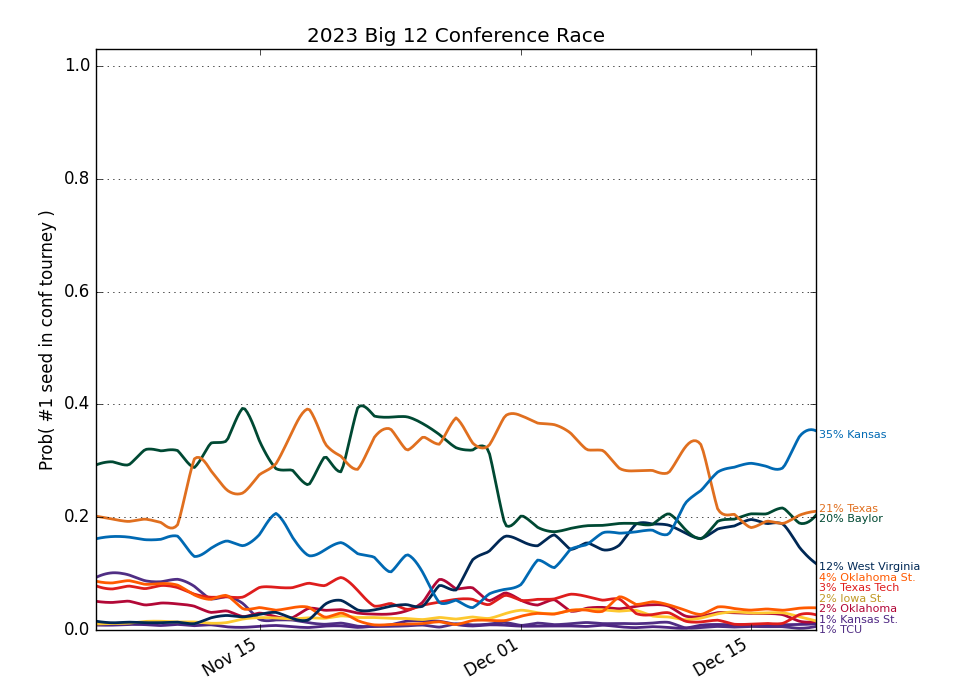 2023 Big 12 Conference Race
Prob( #1 seed in conf tourney )
1.0
0.8
0.6
0.4
0.2
0.0
Nov 15
Dec 01
Dec 15
35% Kansas
21% Texas
20% Baylor
12% West Virginia
4% Oklahoma St.
3% Texas Tech
2% Iowa St.
2% Oklahoma
1% Kansas St.
1% TCU